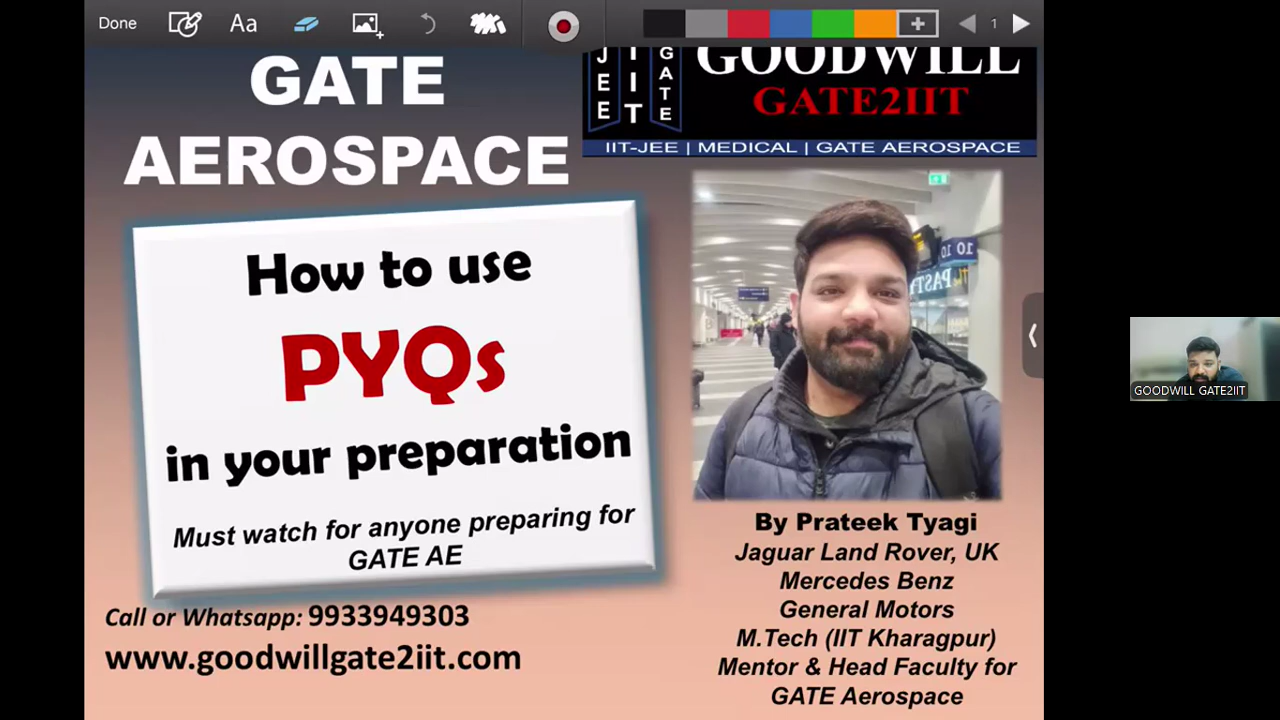 Done
Aa
1
GATE
AEROSPACE
JEE
IIT
GATE
GOODWILL
GATE2IIT
IIT-JEE | MEDICAL | GATE AEROSPACE
How to use
PYQs
in your preparation
Must watch for anyone preparing for
GATE AE
Call or Whatsapp: 9933949303
www.goodwillgate2iit.com
By Prateek Tyagi
Jaguar Land Rover, UK
Mercedes Benz
General Motors
M.Tech (IIT Kharagpur)
Mentor & Head Faculty for
GATE Aerospace
GOODWILL GATE2IIT